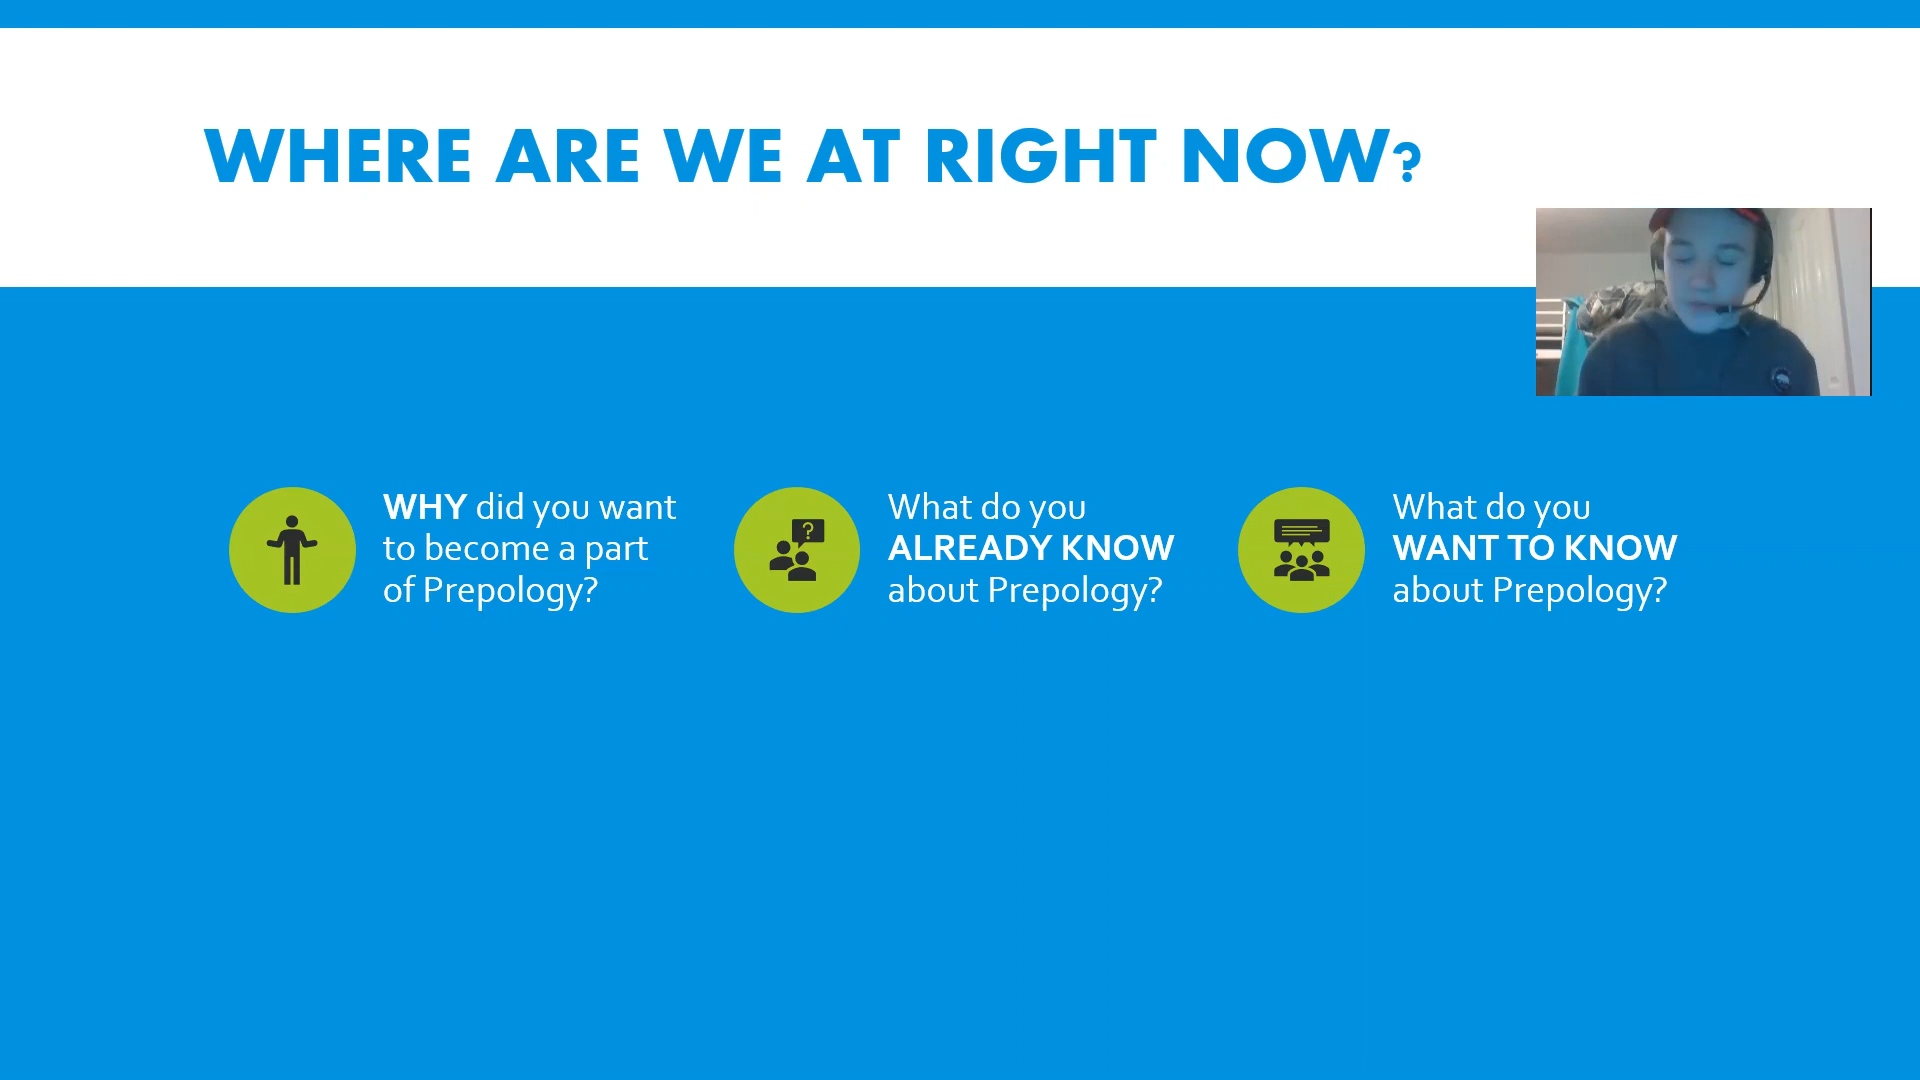 WHERE ARE WE AT RIGHT NOW?
WHY did you want
to become a part
of Prepology?
?
What do you
ALREADY KNOW
about Prepology?
What do you
WANT TO KNOW
about Prepology?